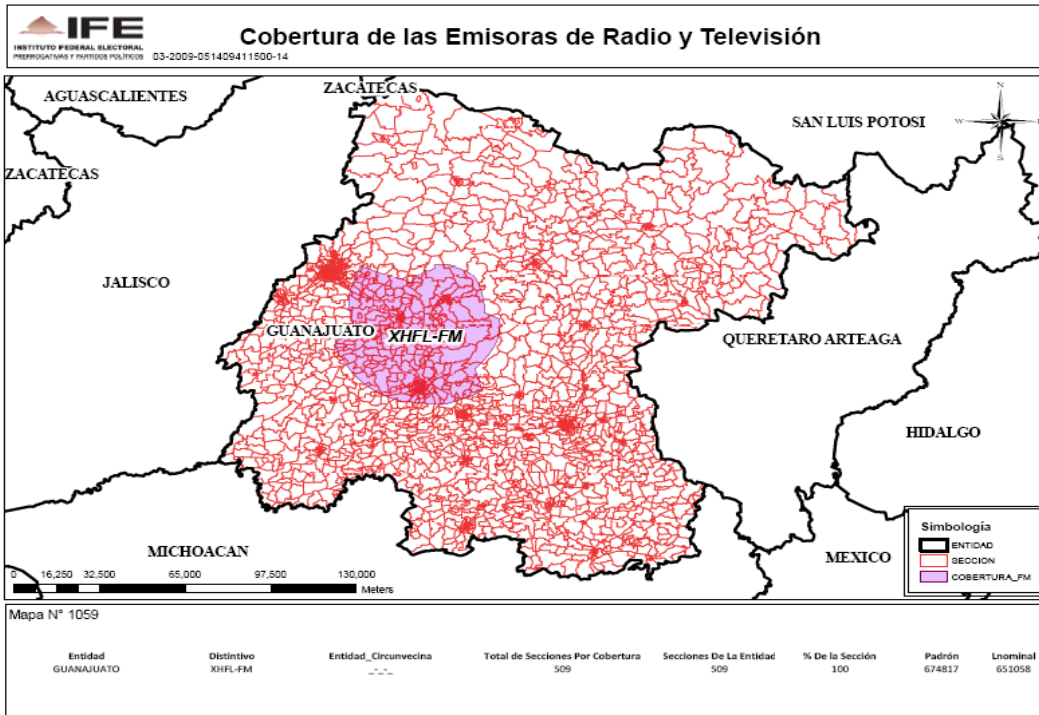 IFE
INSTITUTO FEDERAL ELECTORAL
PRERROGATIVAS Y PARTIDOS POLÍTICOS
03-2009-051409411500-14
Cobertura de las Emisoras de Radio y Televisión
AGUASCALIENTES
ZACATECAS
SAN LUIS POTOSI
N
W
S
ZACATECAS
JALISCO
GUANAJUATO
XHFL-FM
QUERETARO ARTEAGA
HIDALGO
MICHOACAN
MEXICO
Simbología
ENTIDAD
SECCION
COBERTURA_FM
0 16,250 32,500 65,000 97,500 130,000
Meters
Mapa N° 1059
Entidad Distintivo Entidad_Circunvecina Total de Secciones Por Cobertura Secciones De La Entidad % De la Sección Padrón Lnominal
GUANAJUATO XHFL-FM _-_-_ 509 509 100 674817 651058